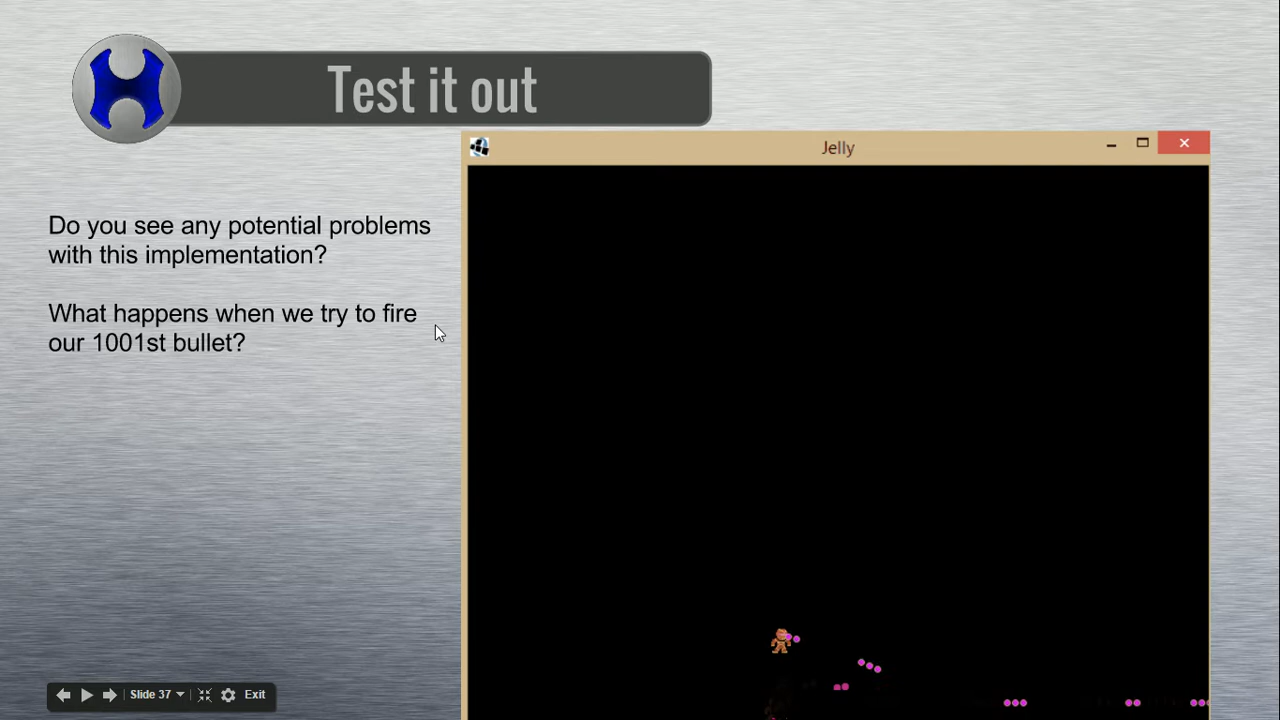 Test it out
Jelly
Do you see any potential problems
with this implementation?
What happens when we try to fire
our 1001st bullet?
Slide 37
Exit